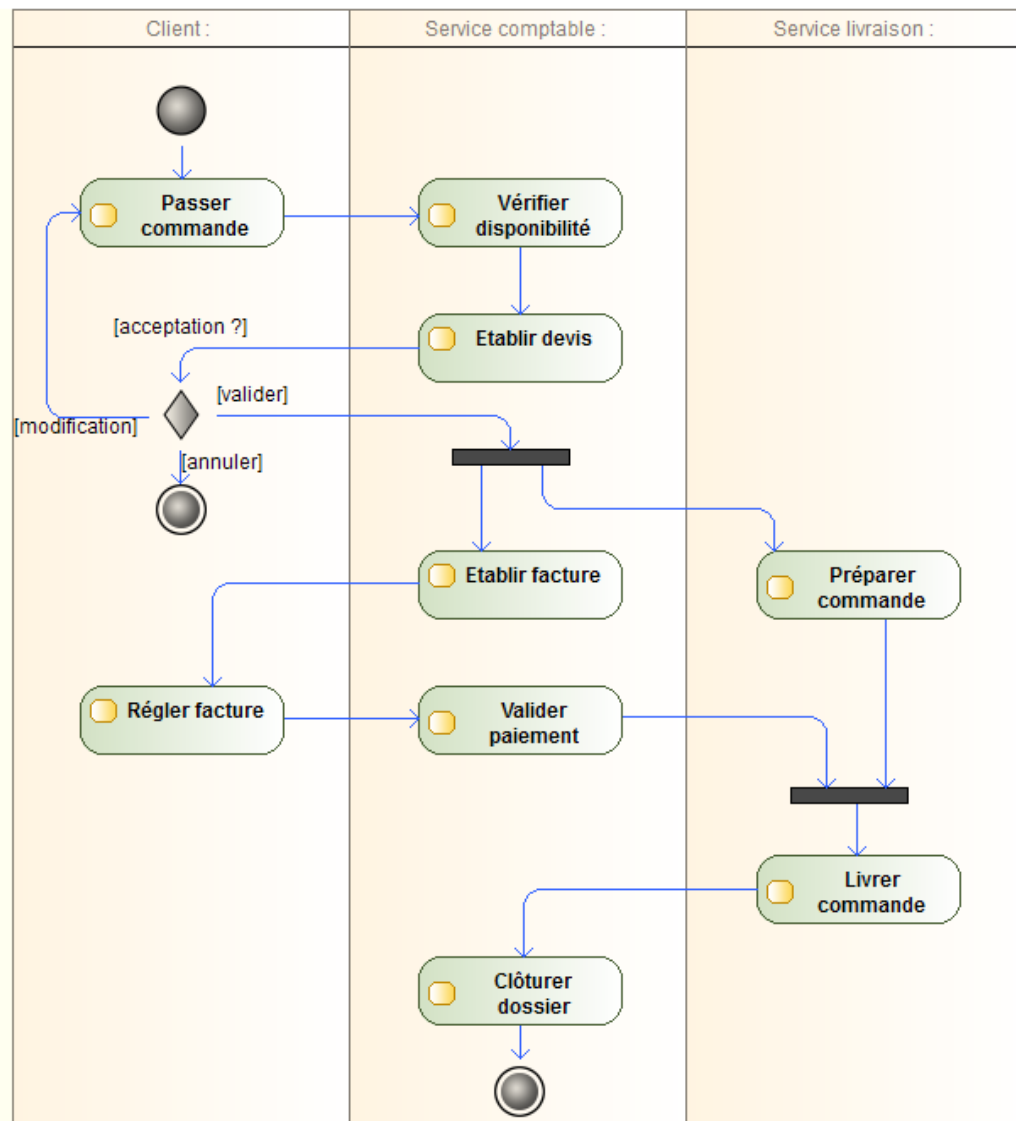 Client :
Service comptable :
Service livraison :
Passer
commande
Vérifier
disponibilité
[acceptation ?]
Etablir devis
[valider]
[modification]
[annuler]
Etablir facture
Préparer
commande
Régler facture
Valider
paiement
Livrer
commande
Clôturer
dossier